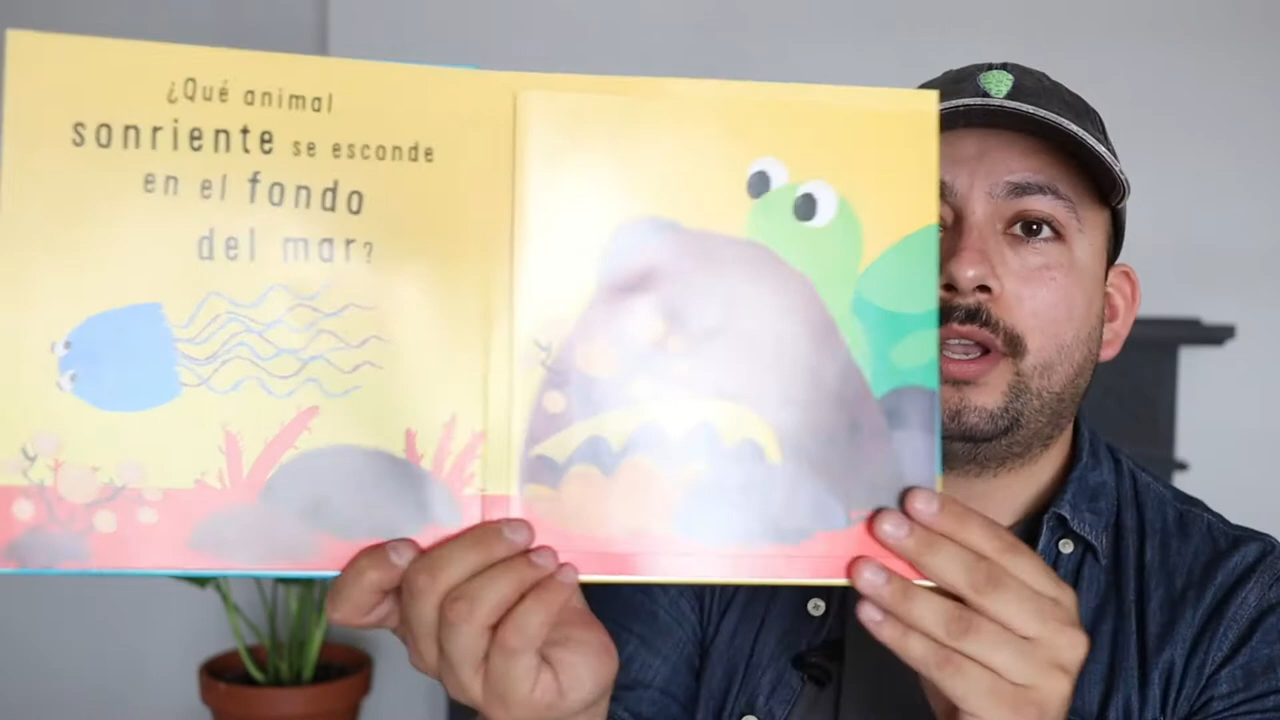 ¿Qué animal
sonriente se esconde
en el fondo
del mar?